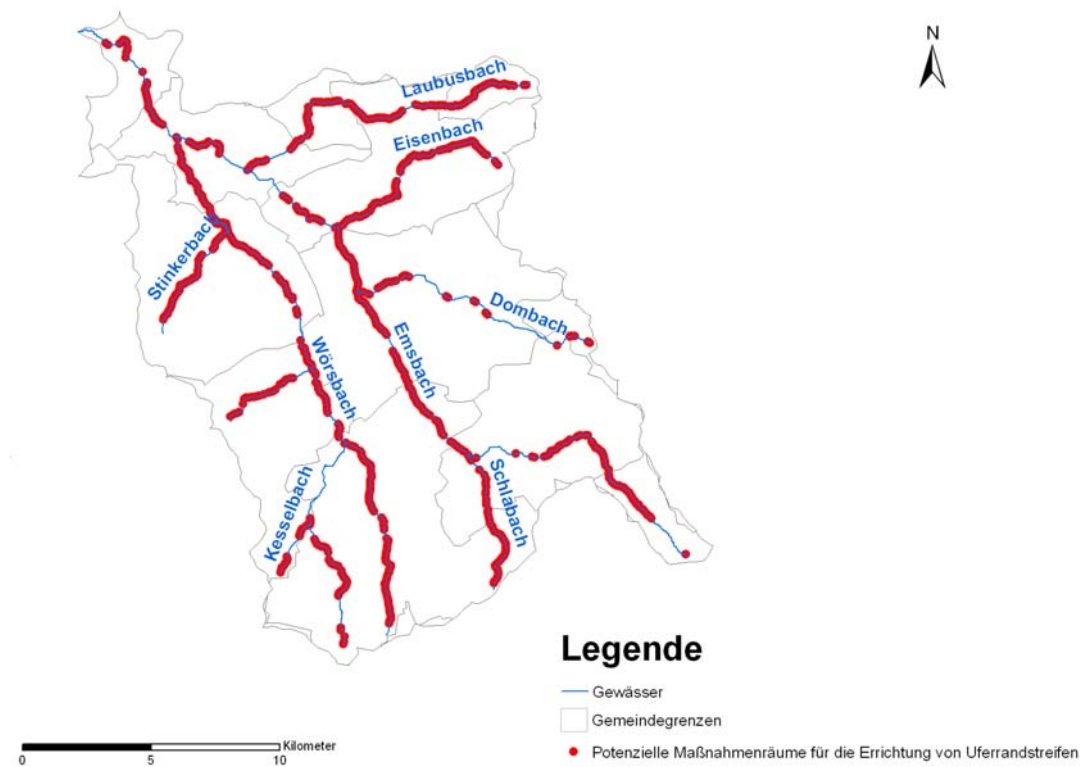 N
Laubusbach
Eisenbach
Stinkerbach
Dombach
Emsbach
Wörsbach
Schlabach
Kesselbach
Legende
Gewässer
Gemeindegrenzen
Potenzielle Maßnahmenräume für die Errichtung von Uferrandstreifen
Kilometer
0 5 10